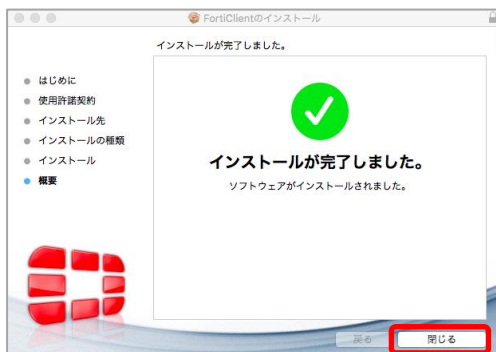 FortiClientのインストール
インストールが完了しました。
はじめに
使用許諾契約
インストール先
インストールの種類
インストール
概要
インストールが完了しました。
ソフトウェアがインストールされました。
戻る
閉じる